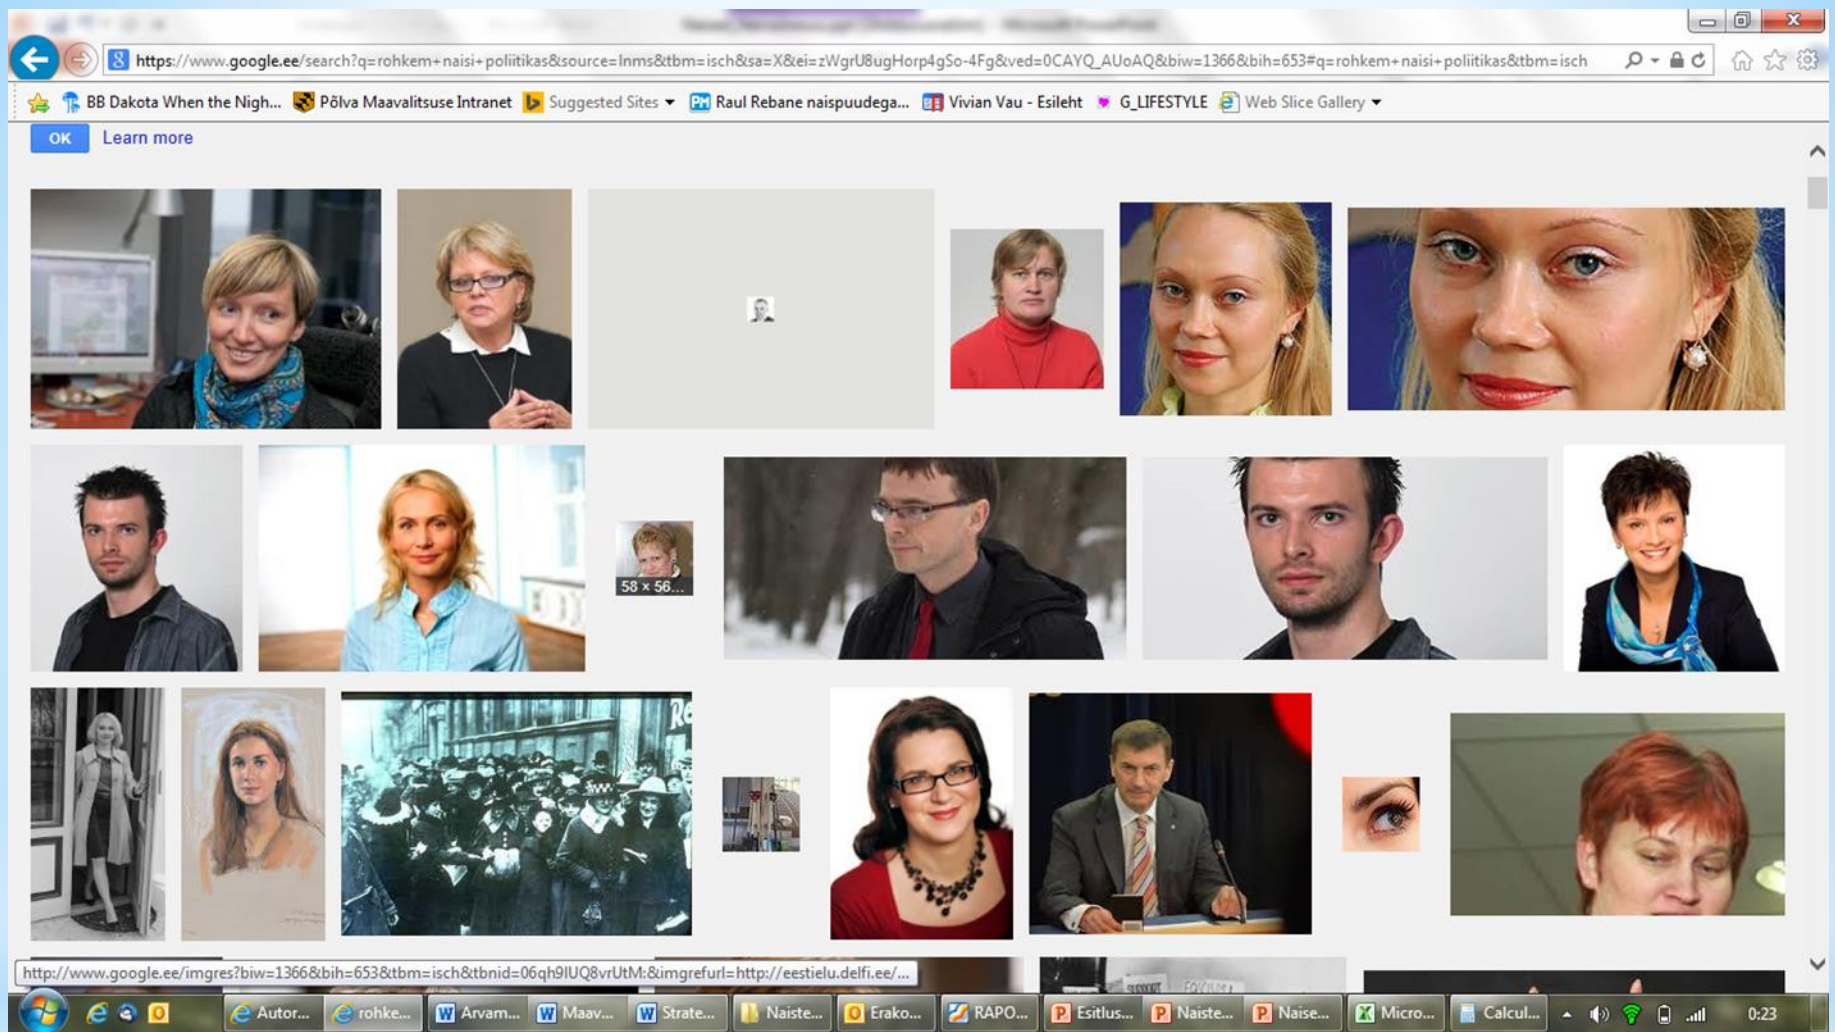 https://www.google.ee/search?q=rohkem+naisi+poliitikas&source=lnms&tbm=isch&sa=X&ei=zWgrU8ugHorp4gSo-4Fg&ved=0CAYQ_AUoAQ&biw=1366&bih=653#q=rohkem+naisi+poliitikas&tbm=isch
BB Dakota When the Nigh... Põlva Maavalitsuse Intranet Suggested Sites PM Raul Rebane naispuudega... Vivian Vau - Esileht G_LIFESTYLE Web Slice Gallery
OK Learn more
58 × 56...
Re
http://www.google.ee/imgres?biw=1366&bih=653&tbm=isch&tbnid=06qh9IUQ8vrUtM:&imgrefurl=http://eestielu.delfi.ee/...
Autor... rohke... Arvam... Maav... Strate... Naiste... Erako... RAPO... Esitlus... Naiste... Naise... Micro... Calcul... 0:23